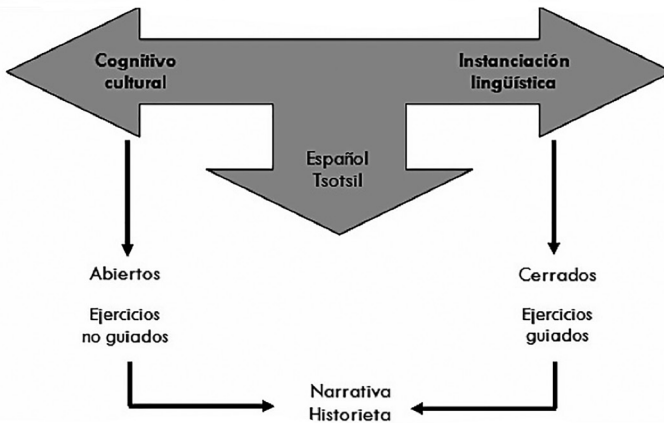 Cognitivo
cultural
Instanciación
lingüística
Español
Tsotsil
Abiertos
Cerrados
Ejercicios
no guiados
Ejercicios
guiados
Narrativa
Historieta